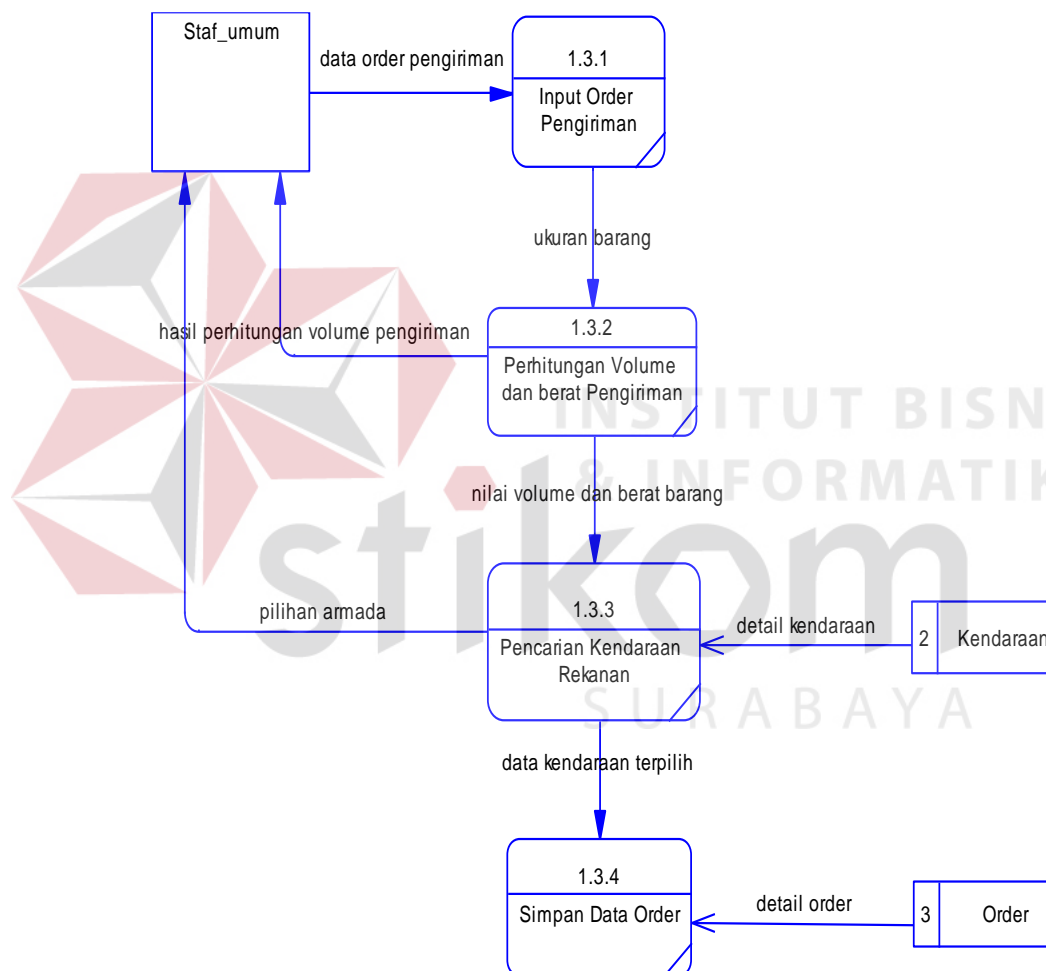 Staf_umum
data order pengiriman
1.3.1
Input Order
Pengiriman
ukuran barang
hasil perhitungan volume pengiriman
1.3.2
Perhitungan Volume
dan berat Pengiriman
INSTITUT BISN
& INFORMATIK
nilai volume dan berat barang
stikom
pilihan armada
1.3.3
Pencarian Kendaraan
Rekanan
detail kendaraan
2
Kendaraan
SURABAYA
data kendaraan terpilih
1.3.4
Simpan Data Order
detail order
3
Order